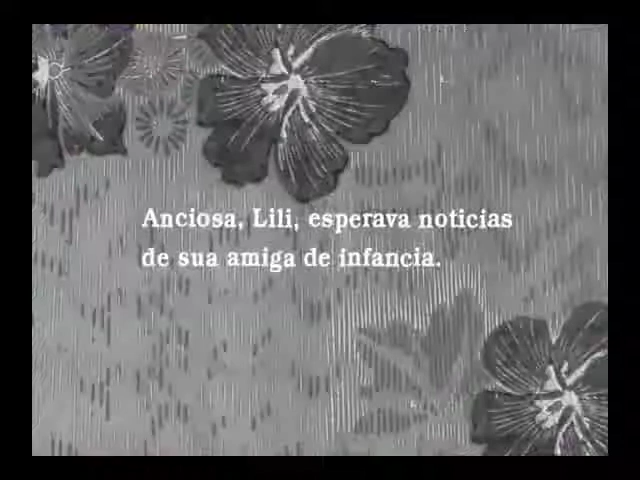 Anciosa, Lili, esperava noticias
de sua amiga de infancia.